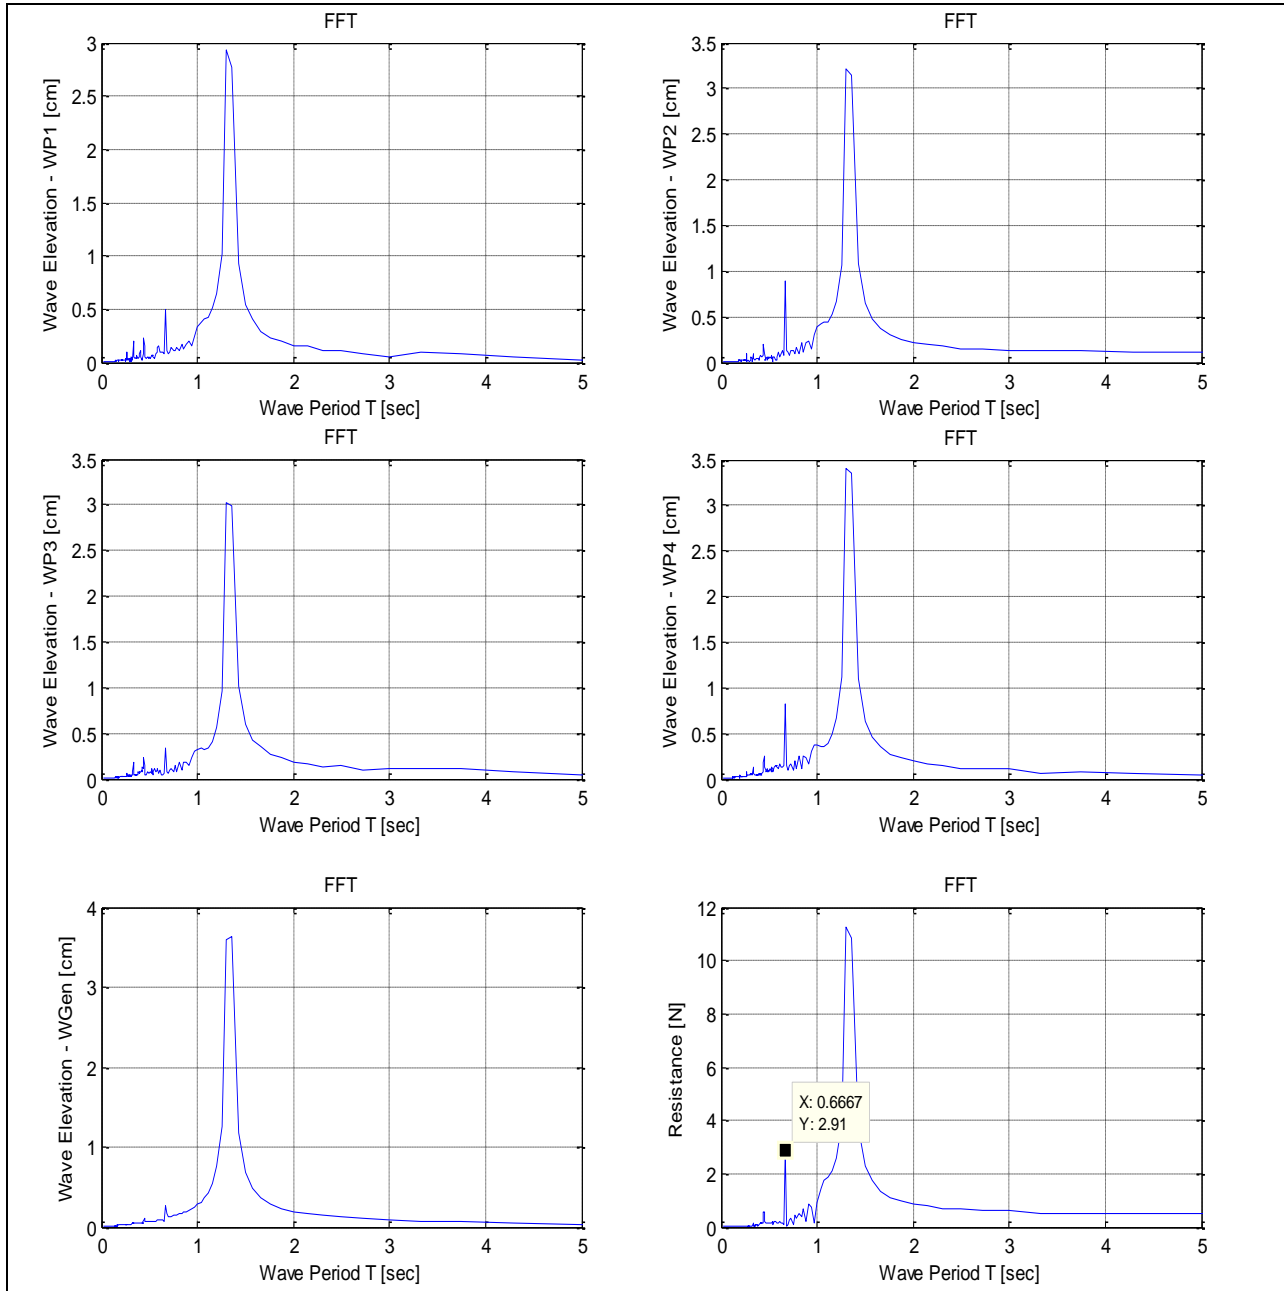 FFT
3
2.5
2
1.5
1
0.5
0
0 1 2 3 4 5
Wave Elevation - WP1 [cm]
Wave Period T [sec]
FFT
3.5
3
2.5
2
1.5
1
0.5
0
0 1 2 3 4 5
Wave Elevation - WP2 [cm]
Wave Period T [sec]
FFT
3.5
3
2.5
2
1.5
1
0.5
0
0 1 2 3 4 5
Wave Elevation - WP3 [cm]
Wave Period T [sec]
FFT
3.5
3
2.5
2
1.5
1
0.5
0
0 1 2 3 4 5
Wave Elevation - WP4 [cm]
Wave Period T [sec]
FFT
4
3
2
1
0
0 1 2 3 4 5
Wave Elevation - WGen [cm]
Wave Period T [sec]
FFT
12
10
8
6
4
2
0
0 1 2 3 4 5
Resistance [N]
X: 0.6667
Y: 2.91
Wave Period T [sec]